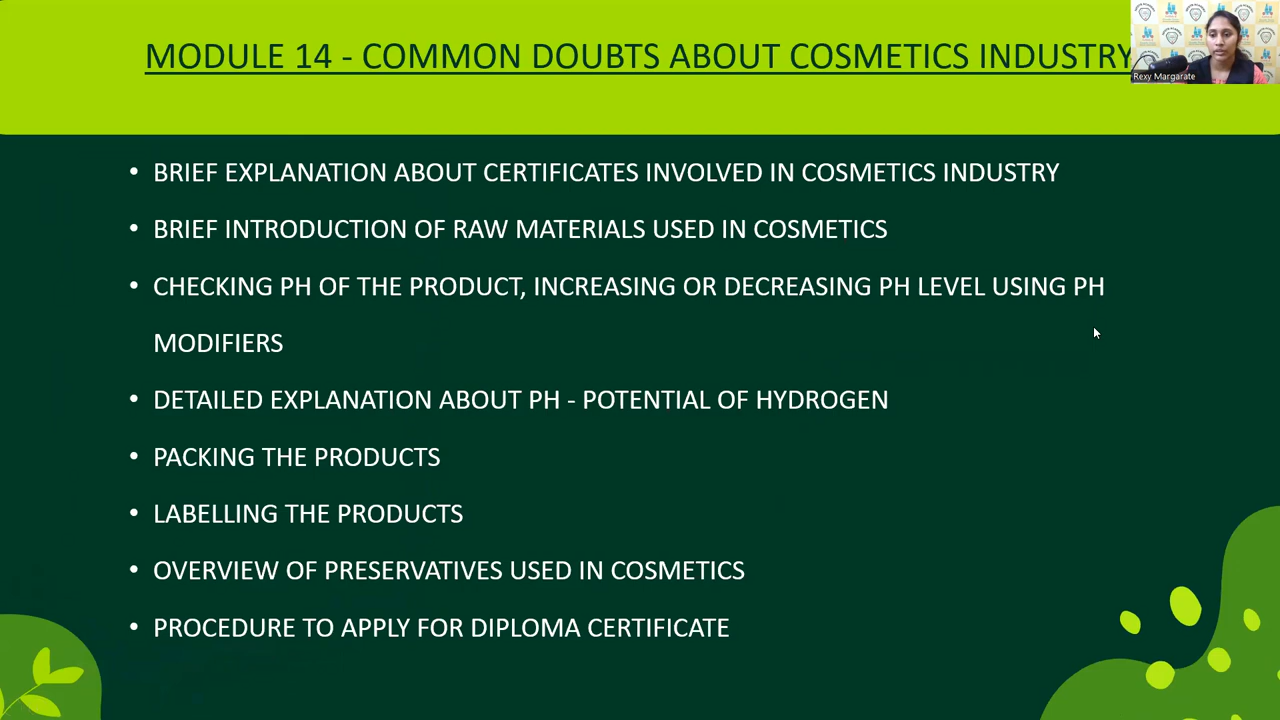 MODULE 14 - COMMON DOUBTS ABOUT COSMETICS INDUSTRY
Rexy Margarate
• BRIEF EXPLANATION ABOUT CERTIFICATES INVOLVED IN COSMETICS INDUSTRY
• BRIEF INTRODUCTION OF RAW MATERIALS USED IN COSMETICS
• CHECKING PH OF THE PRODUCT, INCREASING OR DECREASING PH LEVEL USING PH
MODIFIERS
• DETAILED EXPLANATION ABOUT PH - POTENTIAL OF HYDROGEN
• PACKING THE PRODUCTS
• LABELLING THE PRODUCTS
• OVERVIEW OF PRESERVATIVES USED IN COSMETICS
• PROCEDURE TO APPLY FOR DIPLOMA CERTIFICATE